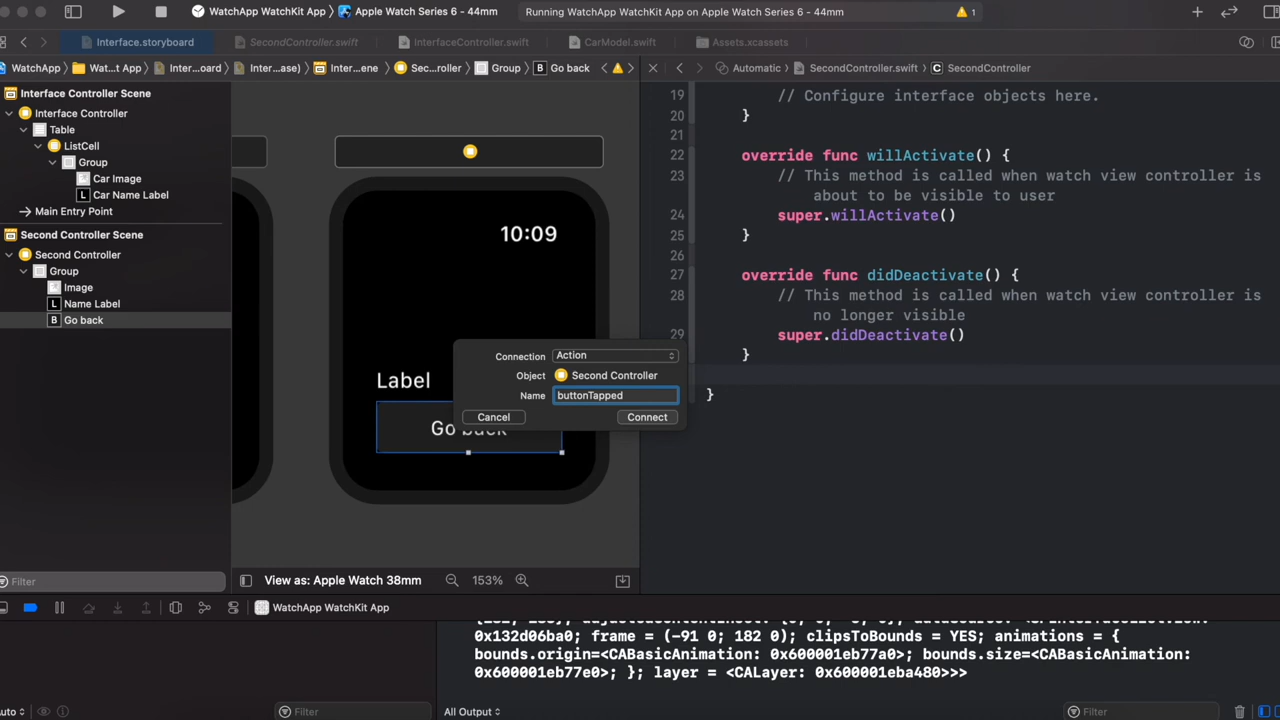 WatchApp WatchKit App
Apple Watch Series 6 – 44mm
Running WatchApp WatchKit App on Apple Watch Series 6 – 44mm
1
Interface.storyboard
SecondController.swift
InterfaceController.swift
CarModel.swift
Assets.xcassets
WatchApp
Wat...t App
Inter...oard
Inter...ase)
Inter...ene
Sec...roller
Group
B Go back
Automatic
SecondController.swift
C SecondController
Interface Controller Scene
Interface Controller
Table
ListCell
Group
Car Image
L Car Name Label
Main Entry Point
Second Controller Scene
Second Controller
Group
Image
L Name Label
B Go back
Filter
10:09
Label
Go back
Connection Action
Object Second Controller
Name buttonTapped
Cancel Connect
View as: Apple Watch 38mm
153%
19 // Configure interface objects here.
20 }
21
22 override func willActivate() {
23 // This method is called when watch view controller is
about to be visible to user
24 super.willActivate()
25 }
26
27 override func didDeactivate() {
28 // This method is called when watch view controller is
no longer visible
29 super.didDeactivate()
}
}
WatchApp WatchKit App
0x132d06ba0; frame = (-91 0; 182 0); clipsToBounds = YES; animations = {
bounds.origin=<CABasicAnimation: 0x600001eb77a0>; bounds.size=<CABasicAnimation:
0x600001eb77e0>; }; layer = <CALayer: 0x600001eba480>>>
Filter
All Output
Filter